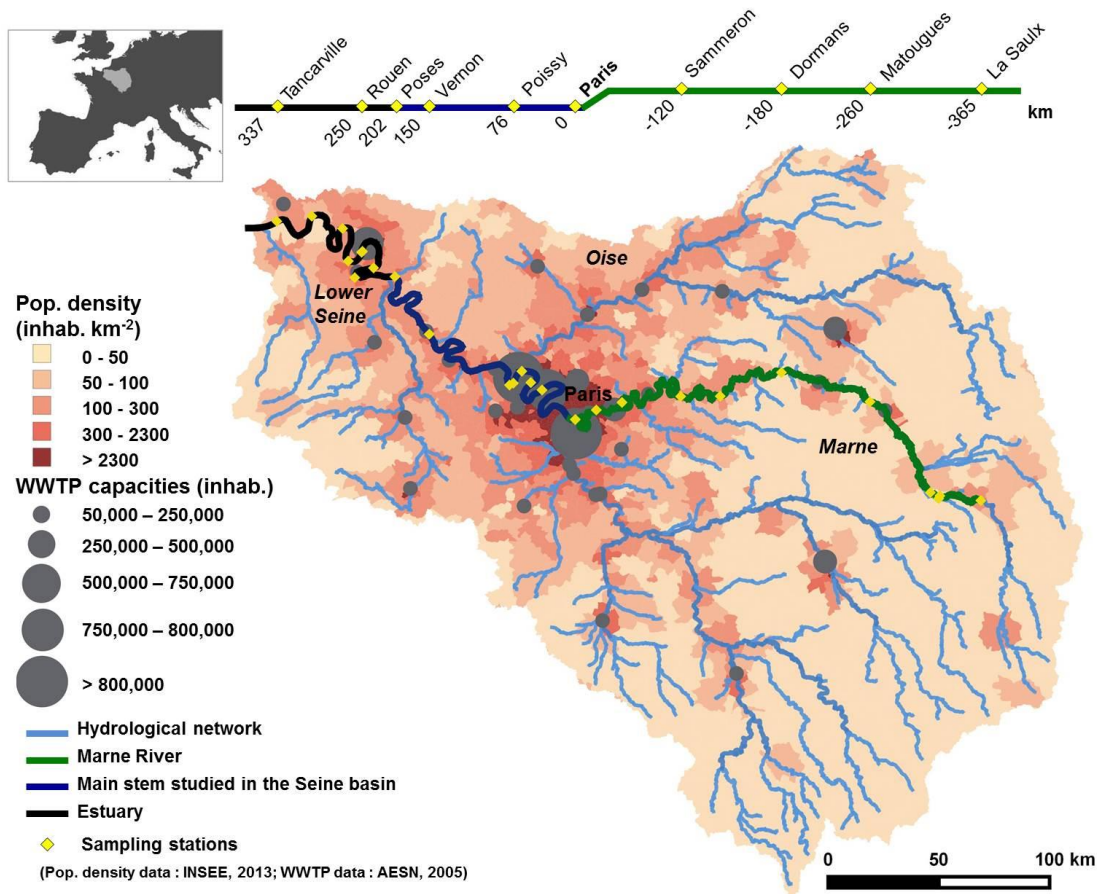 Tancarville
Rouen
Poses
Vernon
Poissy
Paris
Sammeron
Dormans
Matougues
La Saulx
337
250
202
150
76
0
-120
-180
-260
-365
km
Oise
Lower
Seine
Paris
Marne
Pop. density
(inhab. km-2)
0 - 50
50 - 100
100 - 300
300 - 2300
> 2300
WWTP capacities (inhab.)
50,000 – 250,000
250,000 – 500,000
500,000 – 750,000
750,000 – 800,000
> 800,000
Hydrological network
Marne River
Main stem studied in the Seine basin
Estuary
Sampling stations
(Pop. density data : INSEE, 2013; WWTP data : AESN, 2005)
0 50 100 km